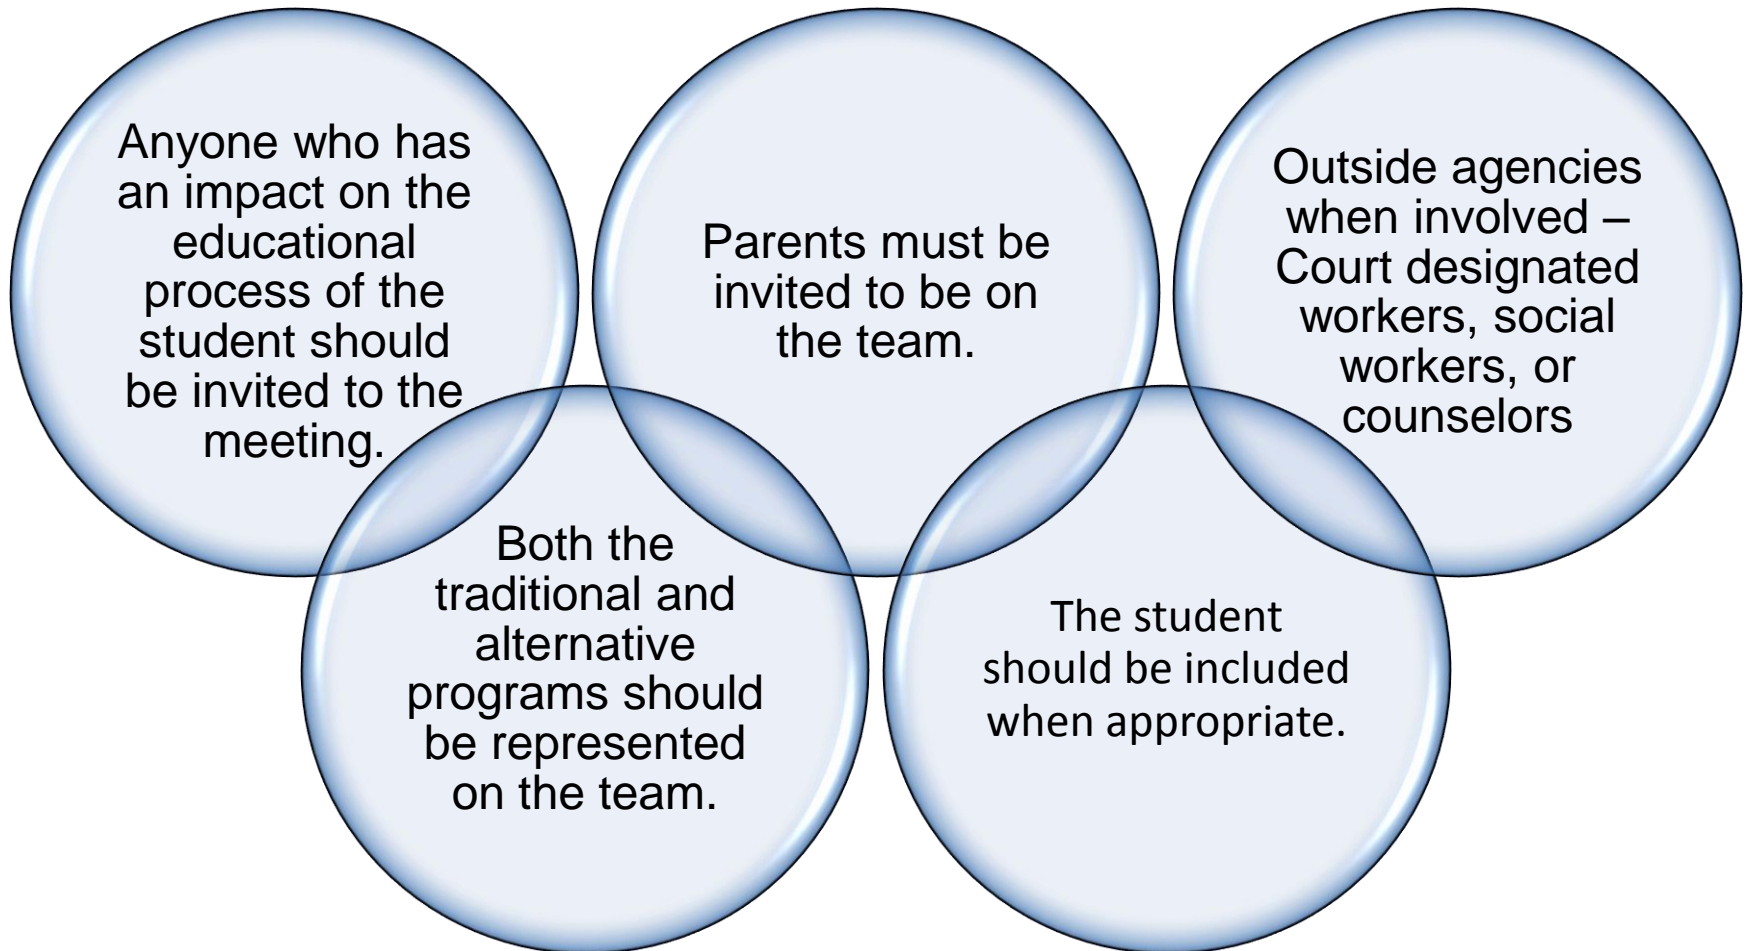 Anyone who has
an impact on the
educational
process of the
student should
be invited to the
meeting.
Both the
traditional and
alternative
programs should
be represented
on the team.
Parents must be
invited to be on
the team.
The student
should be included
when appropriate.
Outside agencies
when involved –
Court designated
workers, social
workers, or
counselors